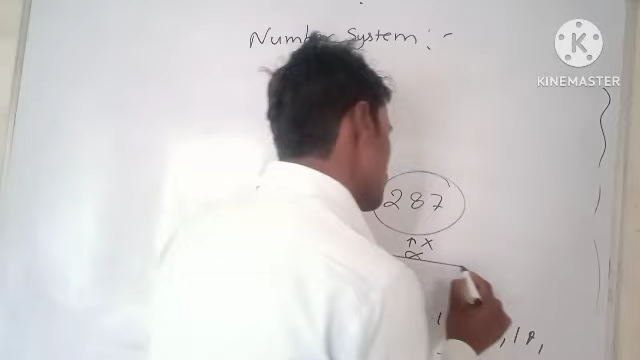 Number System :-
K
KINEMASTER
287
↑ x